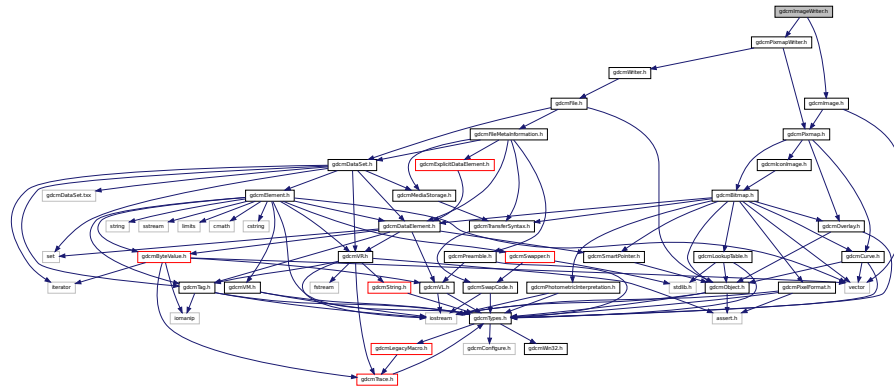 gdcmImageWriter.h
gdcmPixmapWriter.h
gdcmWriter.h
gdcmFile.h
gdcmImage.h
gdcmFileMetaInformation.h
gdcmPixmap.h
gdcmDataSet.h
gdcmExplicitDataElement.h
gdcmIconImage.h
gdcmDataSet.txx
gdcmElement.h
gdcmMediaStorage.h
gdcmBitmap.h
string
sstream
limits
cmath
cstring
gdcmDataElement.h
gdcmTransferSyntax.h
gdcmOverlay.h
set
gdcmByteValue.h
gdcmVR.h
gdcmPreamble.h
gdcmSwapper.h
gdcmSmartPointer.h
gdcmLookupTable.h
gdcmCurve.h
iterator
gdcmTag.h
gdcmVM.h
fstream
gdcmString.h
gdcmVL.h
gdcmSwapCode.h
gdcmPhotometricInterpretation.h
stdlib.h
gdcmObject.h
gdcmPixelFormat.h
vector
iomanip
iostream
gdcmTypes.h
assert.h
gdcmLegacyMacro.h
gdcmConfigure.h
gdcmWin32.h
gdcmTrace.h